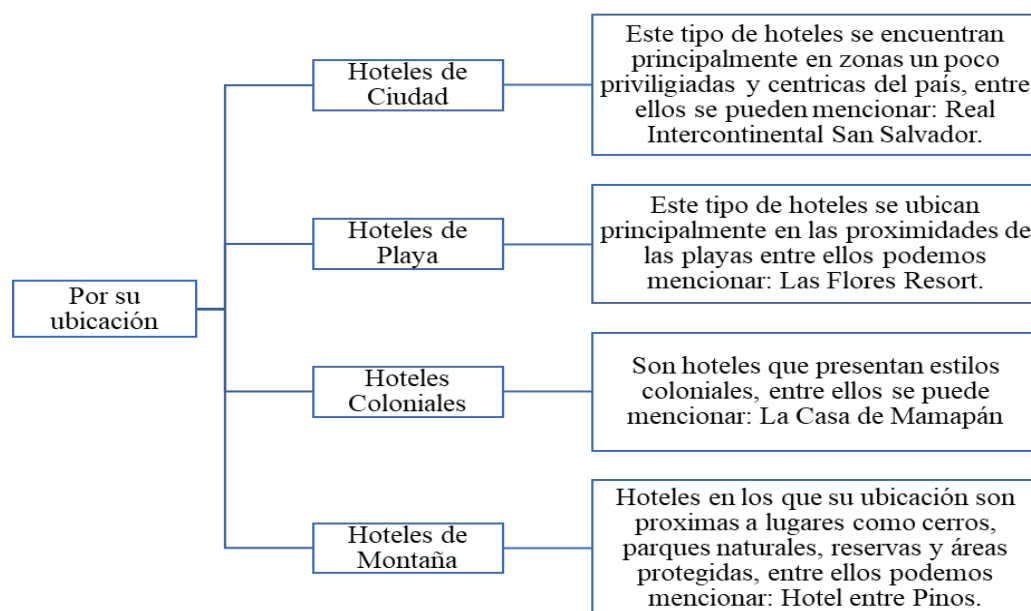 Por su
ubicación
Hoteles de
Ciudad
Este tipo de hoteles se encuentran
principalmente en zonas un poco
priviligiadas y centricas del país, entre
ellos se pueden mencionar: Real
Intercontinental San Salvador.
Hoteles de
Playa
Este tipo de hoteles se ubican
principalmente en las proximidades de
las playas entre ellos podemos
mencionar: Las Flores Resort.
Hoteles
Coloniales
Son hoteles que presentan estilos
coloniales, entre ellos se puede
mencionar: La Casa de Mamapán
Hoteles de
Montaña
Hoteles en los que su ubicación son
proximas a lugares como cerros,
parques naturales, reservas y áreas
protegidas, entre ellos podemos
mencionar: Hotel entre Pinos.